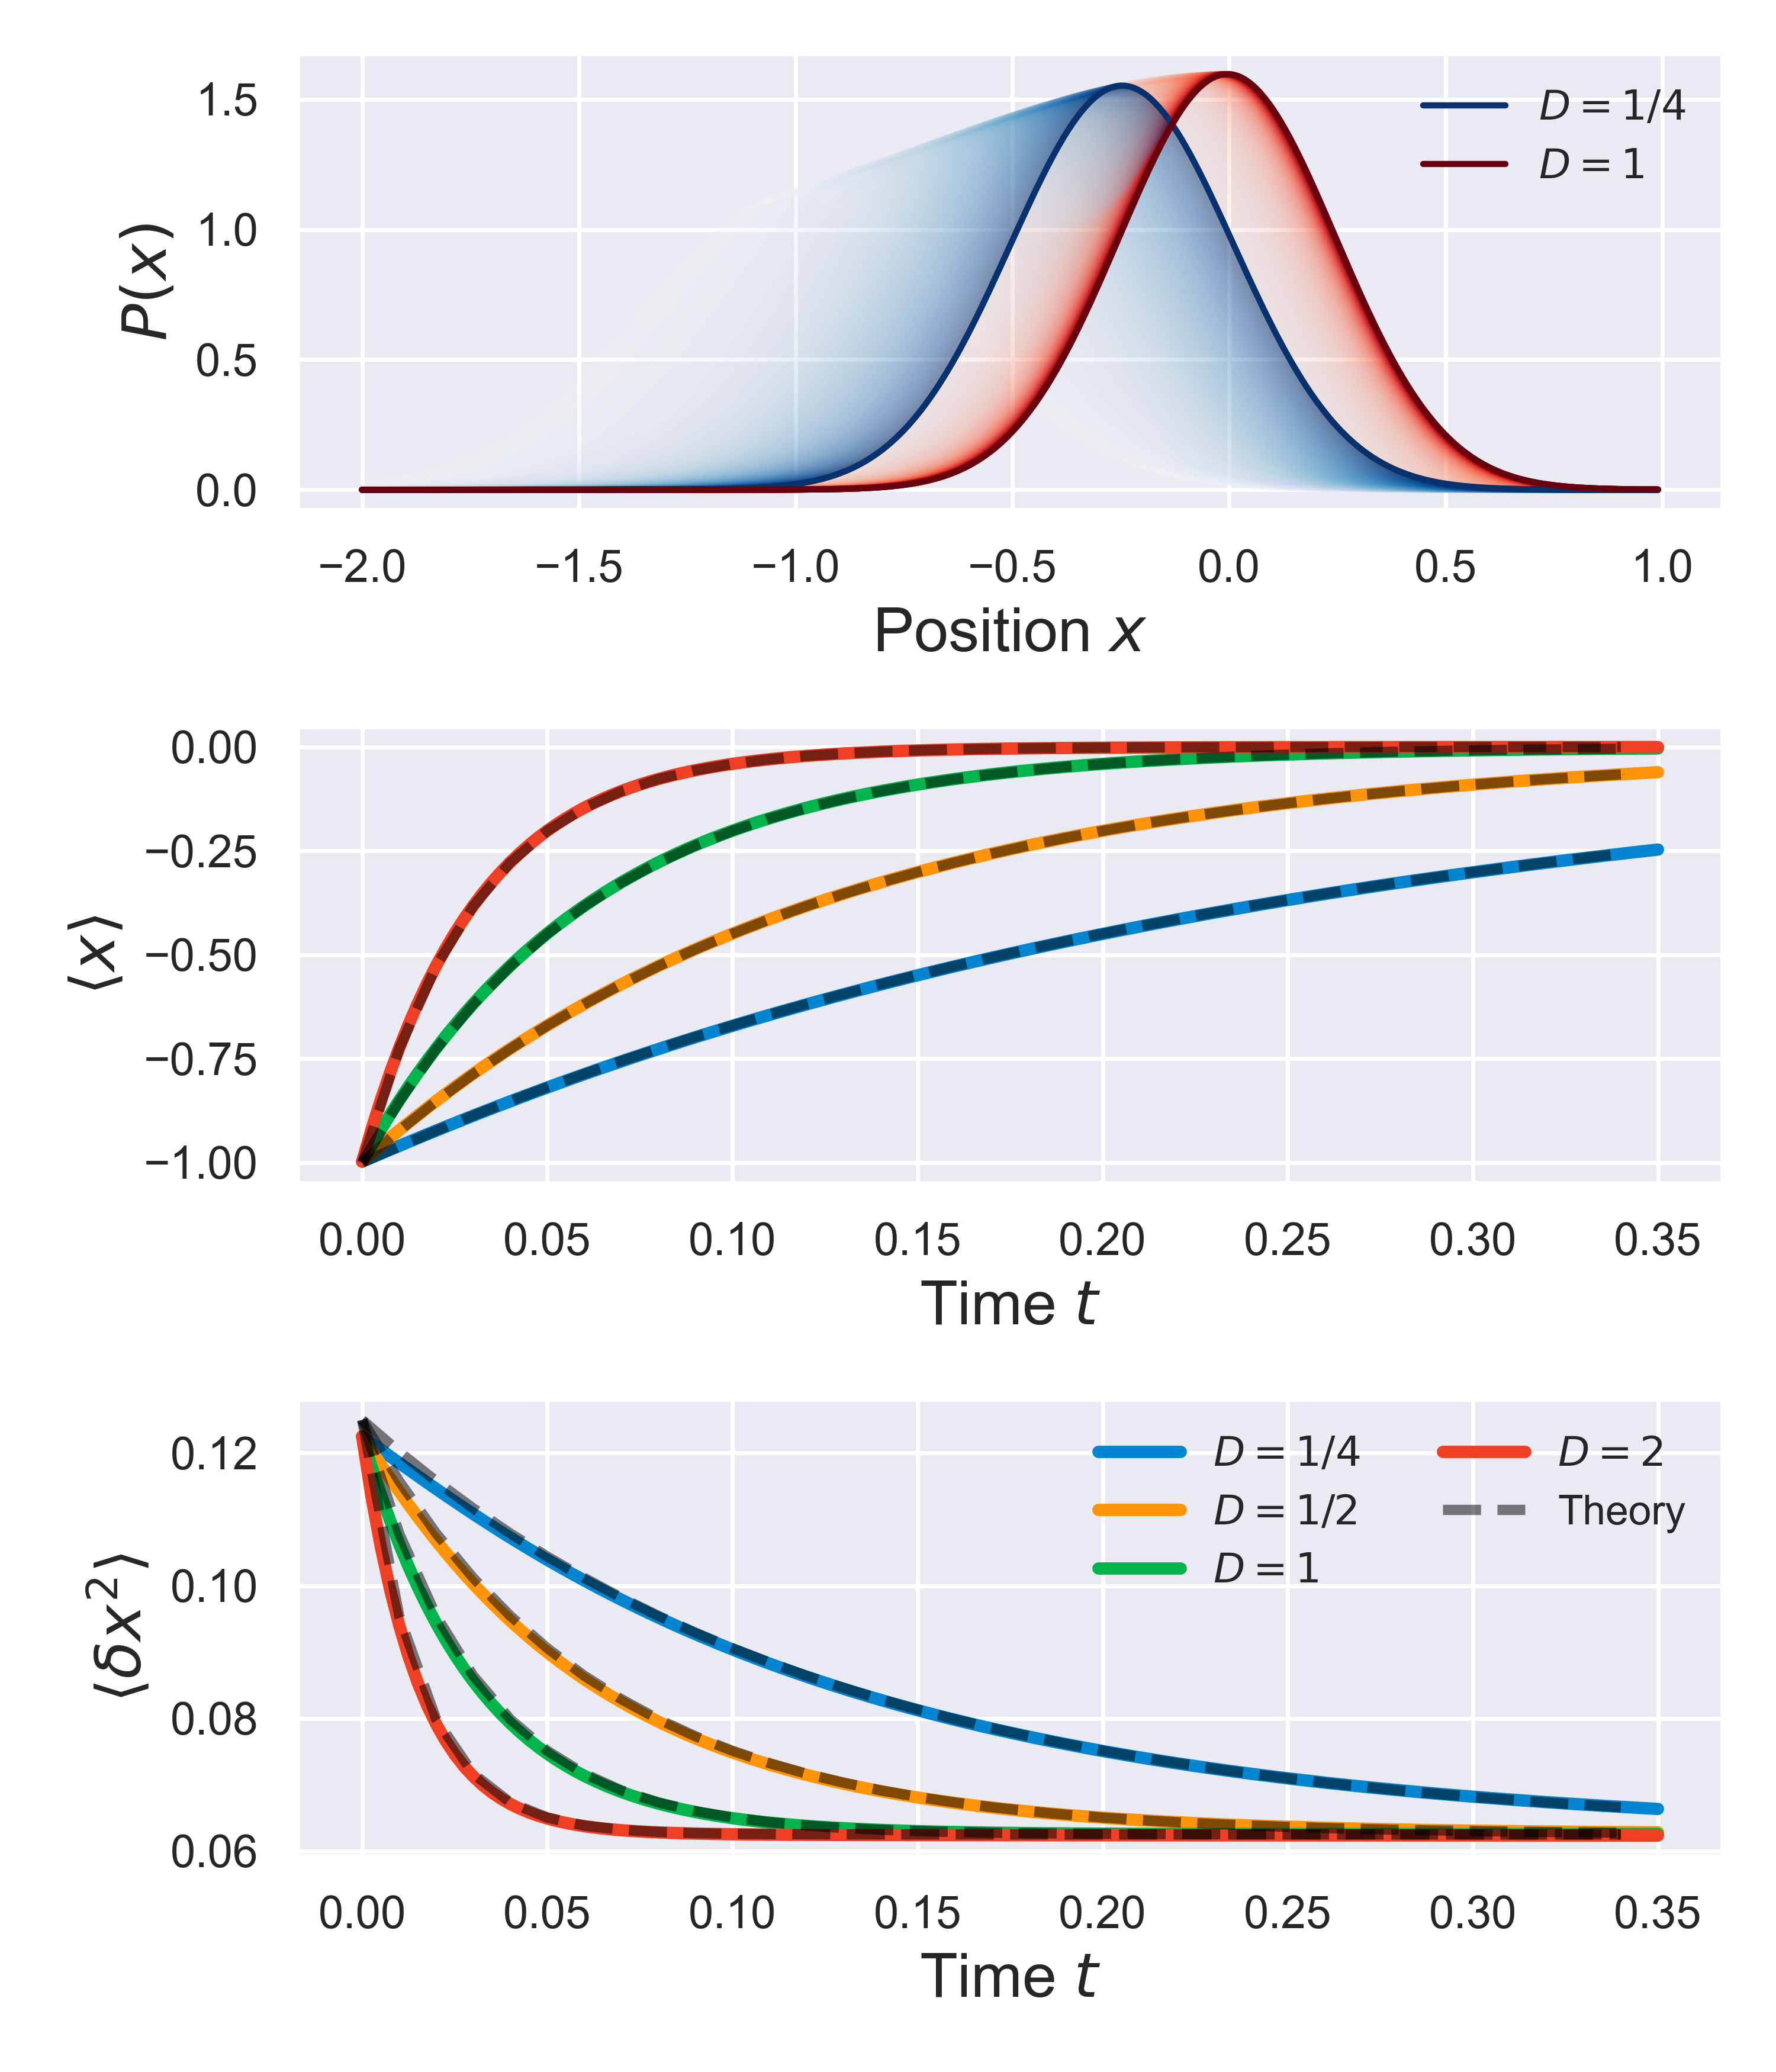 P(x)
1.5
1.0
0.5
0.0
D = 1/4
D = 1
−2.0 −1.5 −1.0 −0.5 0.0 0.5 1.0
Position x
⟨x⟩
0.00
−0.25
−0.50
−0.75
−1.00
0.00 0.05 0.10 0.15 0.20 0.25 0.30 0.35
Time t
⟨δx²⟩
0.12
0.10
0.08
0.06
D = 1/4
D = 1/2
D = 1
D = 2
Theory
0.00 0.05 0.10 0.15 0.20 0.25 0.30 0.35
Time t